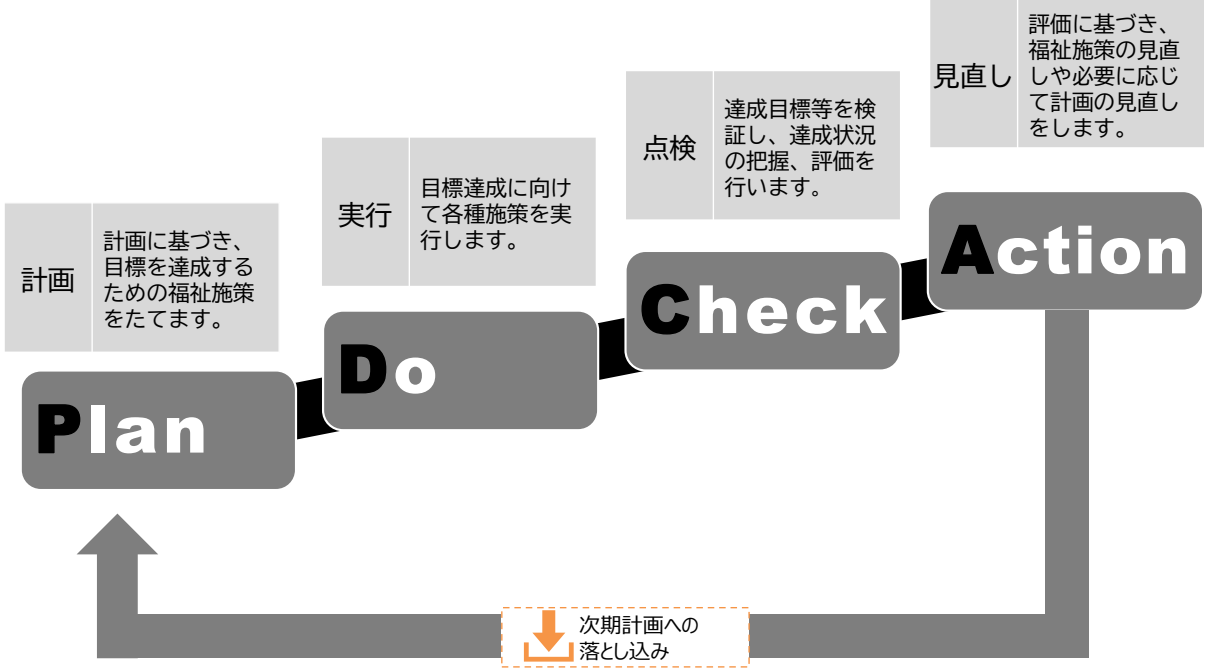 計画
計画に基づき、
目標を達成する
ための福祉施策
をたてます。
Plan
実行
目標達成に向け
て各種施策を実
行します。
Do
点検
達成目標等を検
証し、達成状況
の把握、評価を
行います。
Check
見直し
評価に基づき、
福祉施策の見直
しや必要に応じ
て計画の見直し
をします。
Action
次期計画への
落とし込み